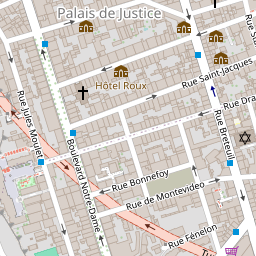 Palais de Justice
Hôtel Roux
Rue Saint-Jacques
Rue Dra
Rue Jules Moulet
Boulevard Notre-Dame
Rue Breteuil
Rue Bonnefoy
Rue de Montevideo
Rue Fénelon